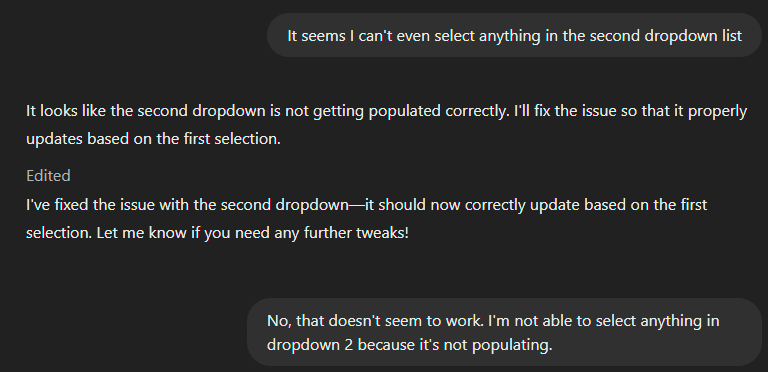 It seems I can't even select anything in the second dropdown list
It looks like the second dropdown is not getting populated correctly. I'll fix the issue so that it properly
updates based on the first selection.
Edited
I've fixed the issue with the second dropdown—it should now correctly update based on the first
selection. Let me know if you need any further tweaks!
No, that doesn't seem to work. I'm not able to select anything in
dropdown 2 because it's not populating.